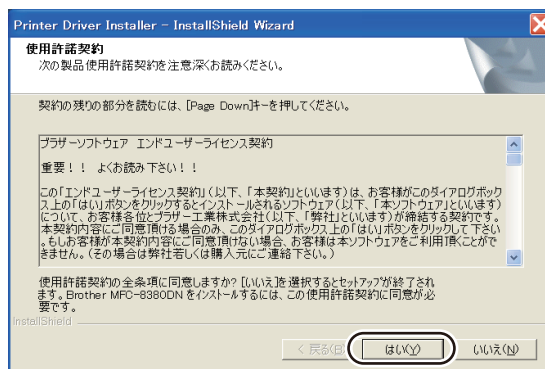 Printer Driver Installer - InstallShield Wizard
使用許諾契約
次の製品使用許諾契約を注意深くお読みください。
契約の残りの部分を読むには、[Page Down]キーを押してください。
ブラザーソフトウェア エンドユーザーライセンス契約
重要！！ よくお読み下さい！！
この「エンドユーザーライセンス契約」（以下、「本契約」といいます）は、お客様がこのダイアログボック
ス上の「はい」ボタンをクリックするとインストールされるソフトウェア（以下、「本ソフトウェア」といいます）
について、お客様各位とブラザー工業株式会社（以下、「弊社」といいます）が締結する契約です。
本契約内容にご同意頂ける場合のみ、このダイアログボックス上の「はい」ボタンをクリックして下さい
。もしお客様が本契約内容にご同意頂けない場合、お客様は本ソフトウェアをご利用頂くことがで
きません。（その場合は弊社若しくは購入元にご連絡下さい。）
使用許諾契約の全条項に同意しますか? [いいえ]を選択するとセットアップが終了され
ます。Brother MFC-8380DN をインストールするには、この使用許諾契約に同意が必
要です。
InstallShield
< 戻る(B) はい(Y) いいえ(N)